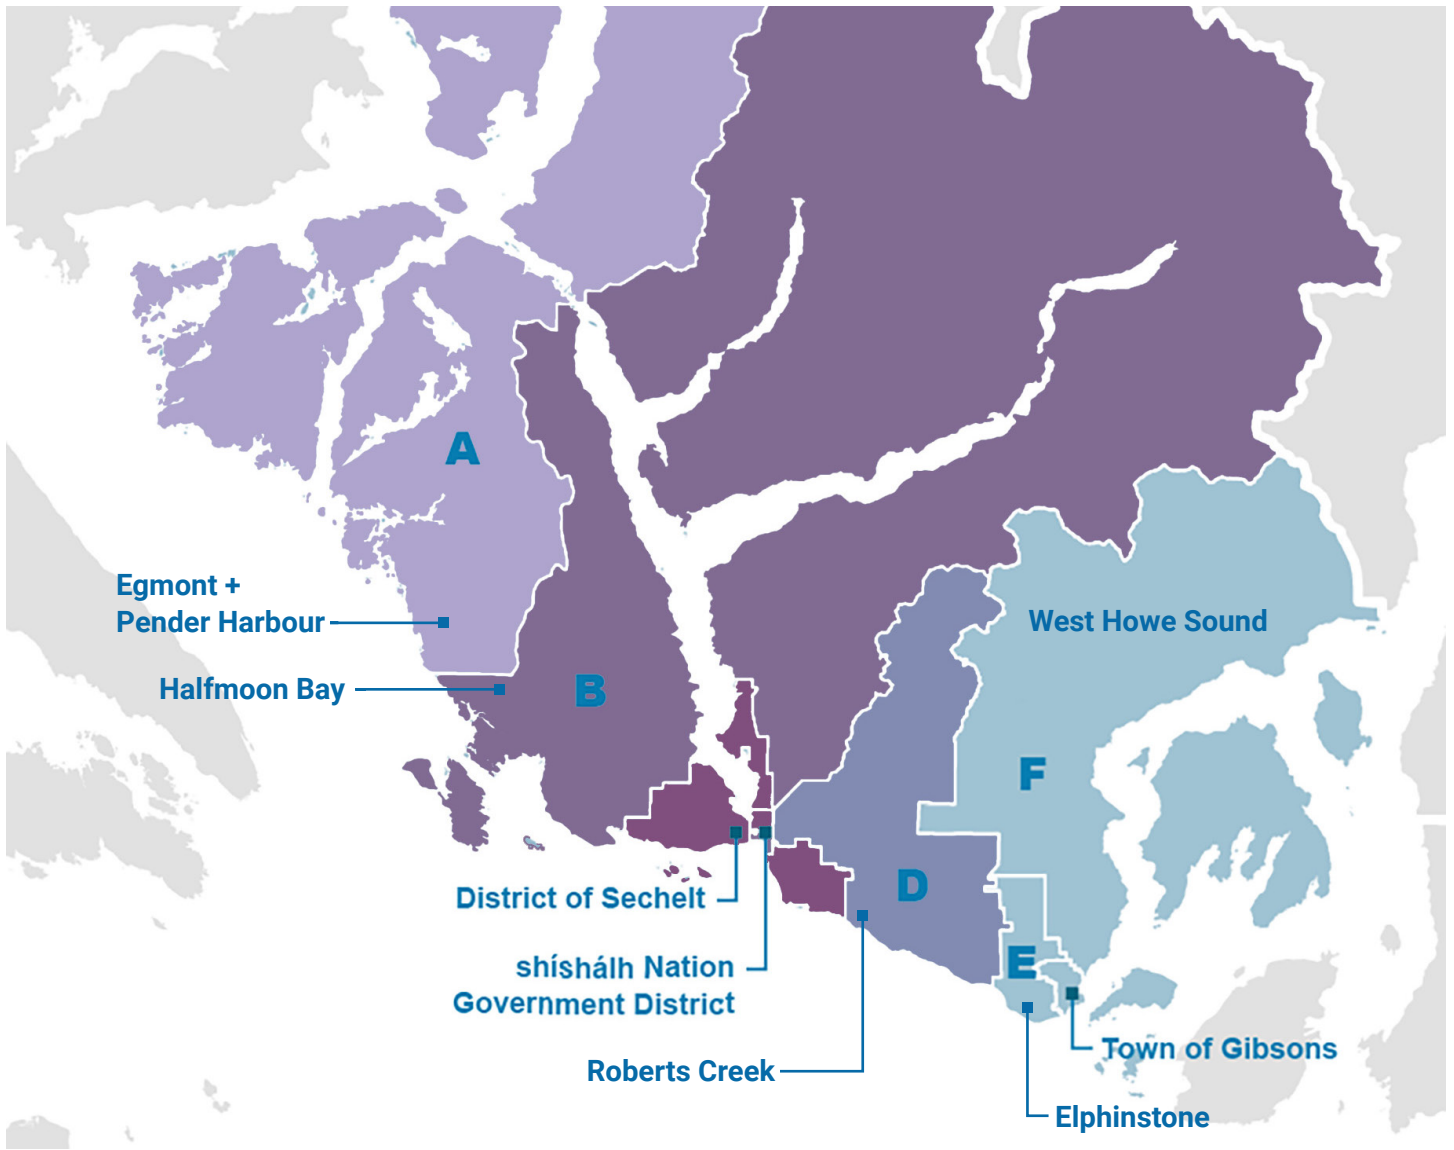 A
Egmont +
Pender Harbour
West Howe Sound
Halfmoon Bay
B
F
D
District of Sechelt
E
shíshálh Nation
Government District
Town of Gibsons
Roberts Creek
Elphinstone